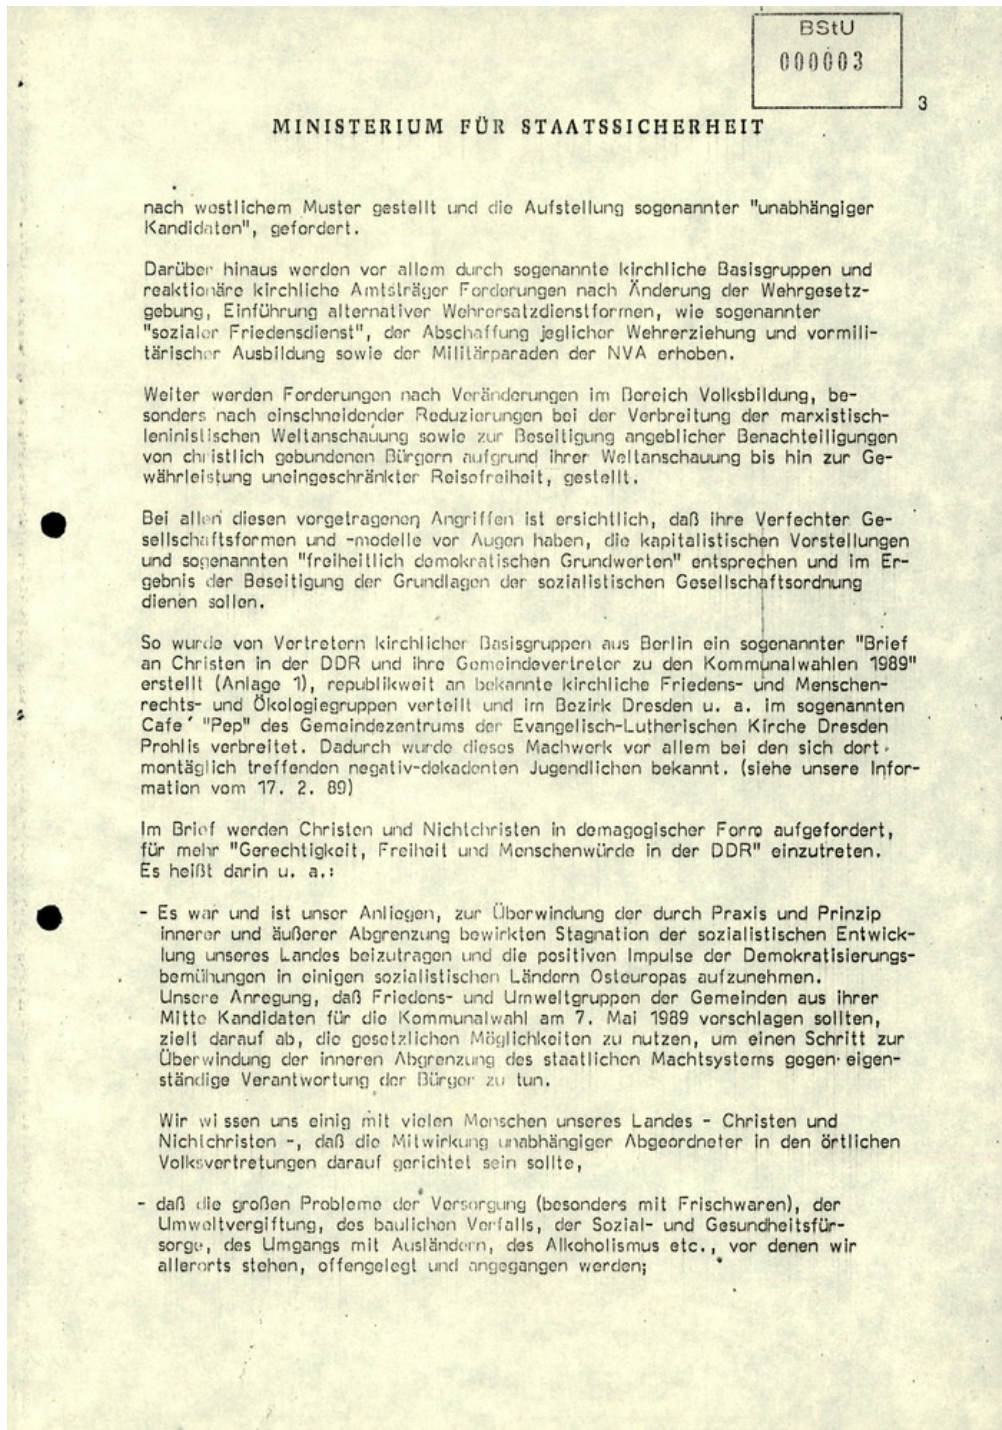 BStU
000003
3
MINISTERIUM FÜR STAATSSICHERHEIT
nach westlichem Muster gestellt und die Aufstellung sogenannter "unabhängiger
Kandidaten", gefordert.
Darüber hinaus werden vor allem durch sogenannte kirchliche Basisgruppen und
reaktionäre kirchliche Amtsträger Forderungen nach Änderung der Wehrgesetz-
gebung, Einführung alternativer Wehrersatzdienstformen, wie sogenannter
"sozialer Friedensdienst", der Abschaffung jeglicher Wehrerziehung und vormili-
tärischer Ausbildung sowie der Militärparaden der NVA erhoben.
Weiter werden Forderungen nach Veränderungen im Bereich Volksbildung, be-
sonders nach einschneidender Reduzierungen bei der Verbreitung der marxistisch-
leninistischen Weltanschauung sowie zur Beseitigung angeblicher Benachteiligungen
von christlich gebundenen Bürgern aufgrund ihrer Weltanschauung bis hin zur Ge-
währleistung uneingeschränkter Reisefreiheit, gestellt.
Bei allen diesen vorgetragenen Angriffen ist ersichtlich, daß ihre Verfechter Ge-
sellschaftsformen und -modelle vor Augen haben, die kapitalistischen Vorstellungen
und sogenannten "freiheitlich demokratischen Grundwerten" entsprechen und im Er-
gebnis der Beseitigung der Grundlagen der sozialistischen Gesellschaftsordnung
dienen sollen.
So wurde von Vertretern kirchlicher Basisgruppen aus Berlin ein sogenannter "Brief
an Christen in der DDR und ihre Gemeindevertreter zu den Kommunalwahlen 1989"
erstellt (Anlage 1), republikweit an bekannte kirchliche Friedens- und Menschen-
rechts- und Ökologiegruppen verteilt und im Bezirk Dresden u. a. im sogenannten
Cafe´ "Pep" des Gemeindezentrums der Evangelisch-Lutherischen Kirche Dresden
Prohlis verbreitet. Dadurch wurde dieses Machwerk vor allem bei den sich dort
montäglich treffenden negativ-dekadenten Jugendlichen bekannt. (siehe unsere Infor-
mation vom 17. 2. 89)
Im Brief werden Christen und Nichtchristen in demagogischer Form aufgefordert,
für mehr "Gerechtigkeit, Freiheit und Menschenwürde in der DDR" einzutreten.
Es heißt darin u. a.:
- Es war und ist unser Anliegen, zur Überwindung der durch Praxis und Prinzip
innerer und äußerer Abgrenzung bewirkten Stagnation der sozialistischen Entwick-
lung unseres Landes beizutragen und die positiven Impulse der Demokratisierungs-
bemühungen in einigen sozialistischen Ländern Osteuropas aufzunehmen.
Unsere Anregung, daß Friedens- und Umweltgruppen der Gemeinden aus ihrer
Mitte Kandidaten für die Kommunalwahl am 7. Mai 1989 vorschlagen sollten,
zielt darauf ab, die gesetzlichen Möglichkeiten zu nutzen, um einen Schritt zur
Überwindung der inneren Abgrenzung des staatlichen Machtsystems gegen eigen-
ständige Verantwortung der Bürger zu tun.
Wir wissen uns einig mit vielen Menschen unseres Landes - Christen und
Nichtchristen -, daß die Mitwirkung unabhängiger Abgeordneter in den örtlichen
Volksvertretungen darauf gerichtet sein sollte,
- daß die großen Probleme der Versorgung (besonders mit Frischwaren), der
Umweltvergiftung, des baulichen Verfalls, der Sozial- und Gesundheitsfür-
sorge, des Umgangs mit Ausländern, des Alkoholismus etc., vor denen wir
allerorts stehen, offengelegt und angegangen werden;